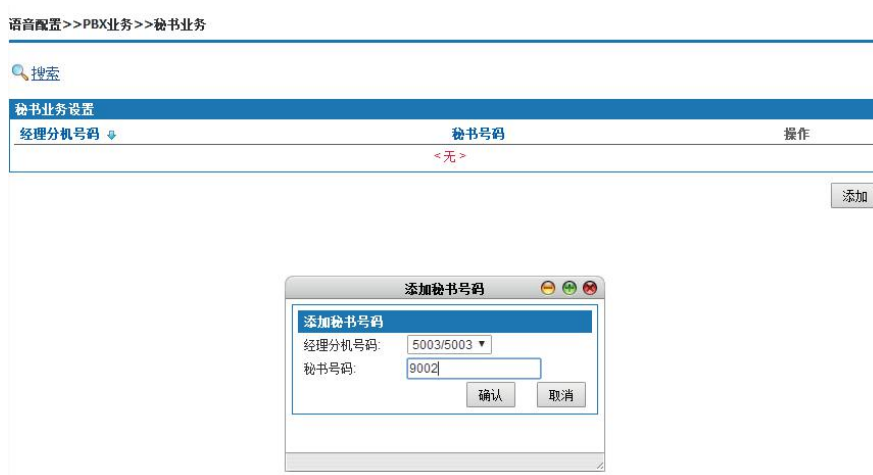 语音配置>>PBX业务>>秘书业务
搜索
秘书业务设置
经理分机号码 秘书号码 操作
<无>
添加
添加秘书号码
添加秘书号码
经理分机号码: 5003/5003
秘书号码: 9002
确认 取消